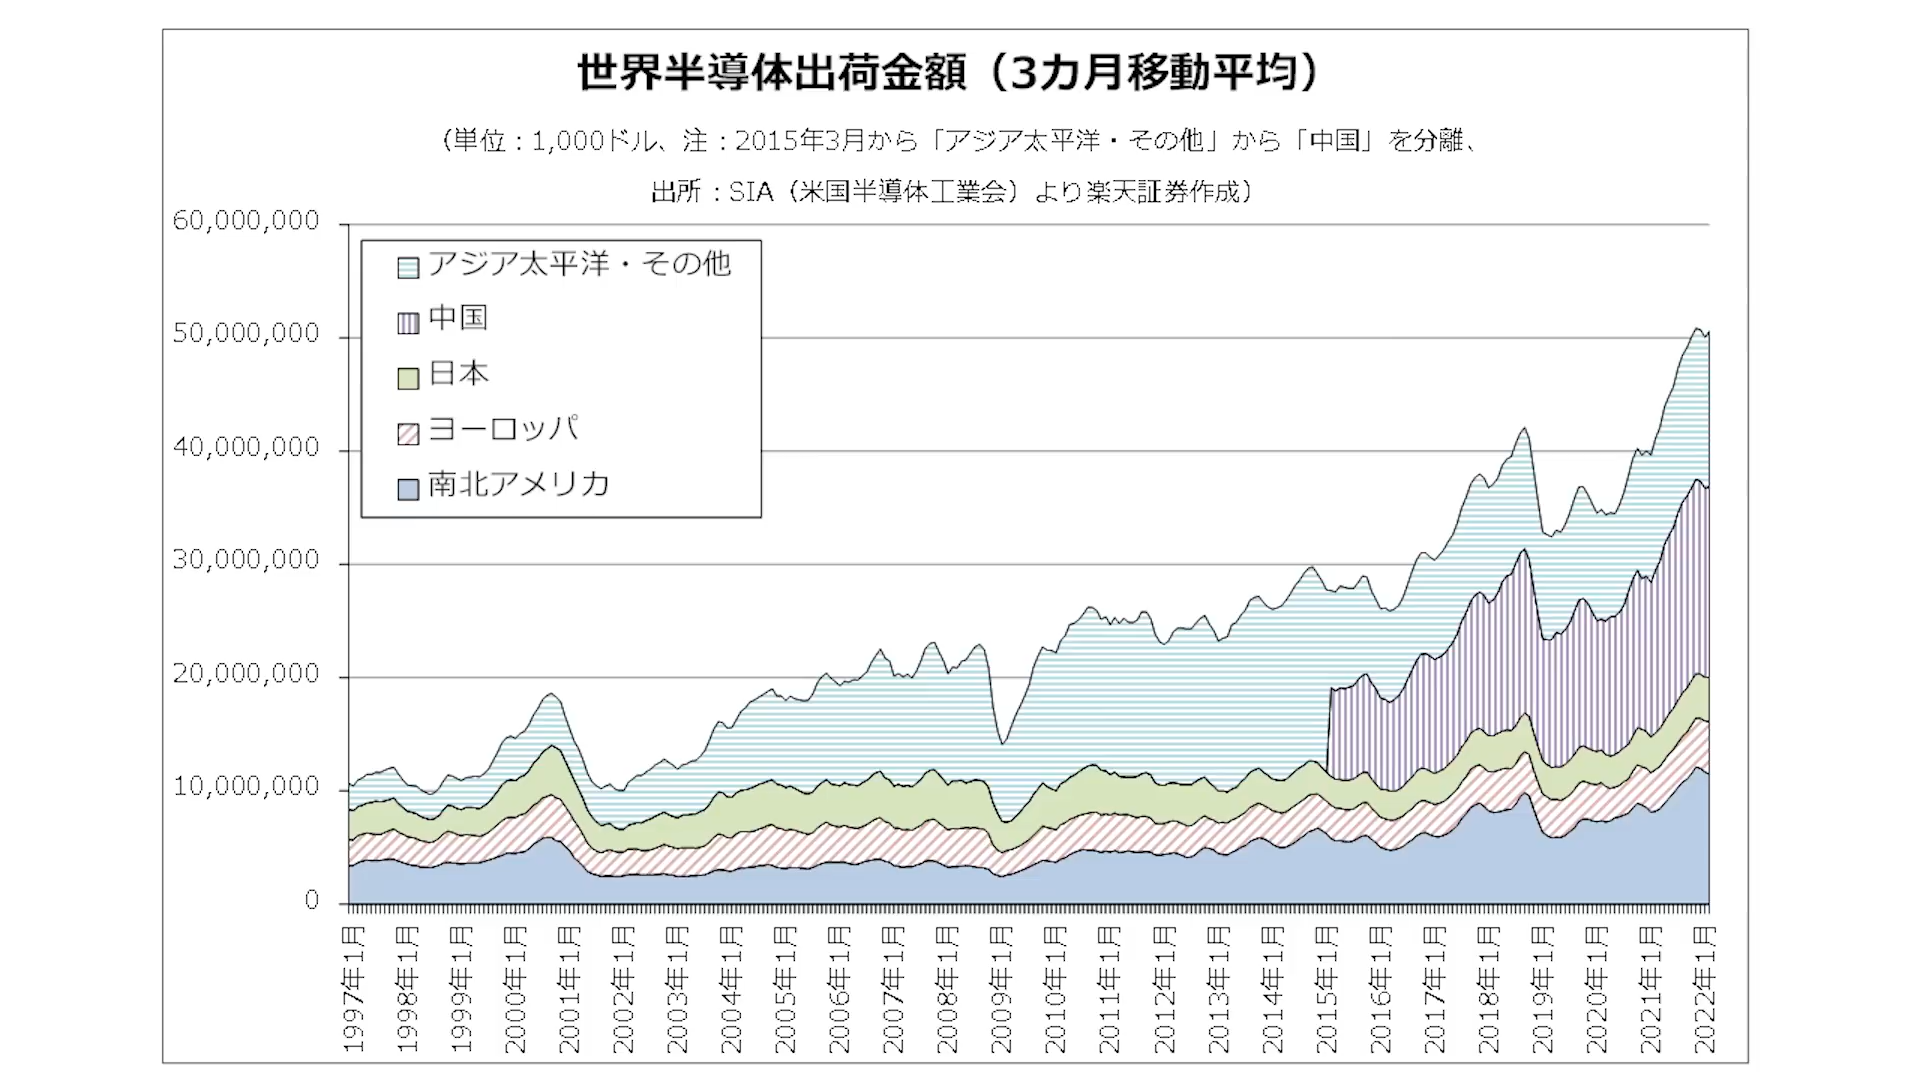 世界半導体出荷金額（3カ月移動平均）
（単位：1,000ドル、注：2015年3月から「アジア太平洋・その他」から「中国」を分離、
出所：SIA（米国半導体工業会）より楽天証券作成）
60,000,000
50,000,000
40,000,000
30,000,000
20,000,000
10,000,000
0
アジア太平洋・その他
中国
日本
ヨーロッパ
南北アメリカ
1997年1月
1998年1月
1999年1月
2000年1月
2001年1月
2002年1月
2003年1月
2004年1月
2005年1月
2006年1月
2007年1月
2008年1月
2009年1月
2010年1月
2011年1月
2012年1月
2013年1月
2014年1月
2015年1月
2016年1月
2017年1月
2018年1月
2019年1月
2020年1月
2021年1月
2022年1月